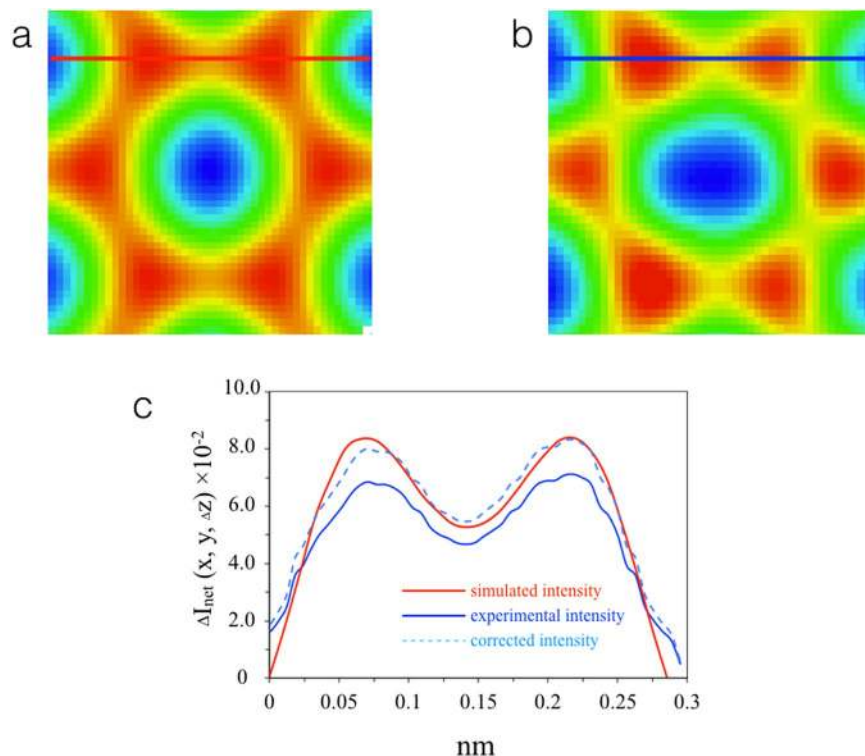 a
b
c
10.0
8.0
6.0
4.0
2.0
0
ΔI_net (x, y, Δz) ×10⁻²
simulated intensity
experimental intensity
corrected intensity
0 0.05 0.1 0.15 0.2 0.25 0.3
nm